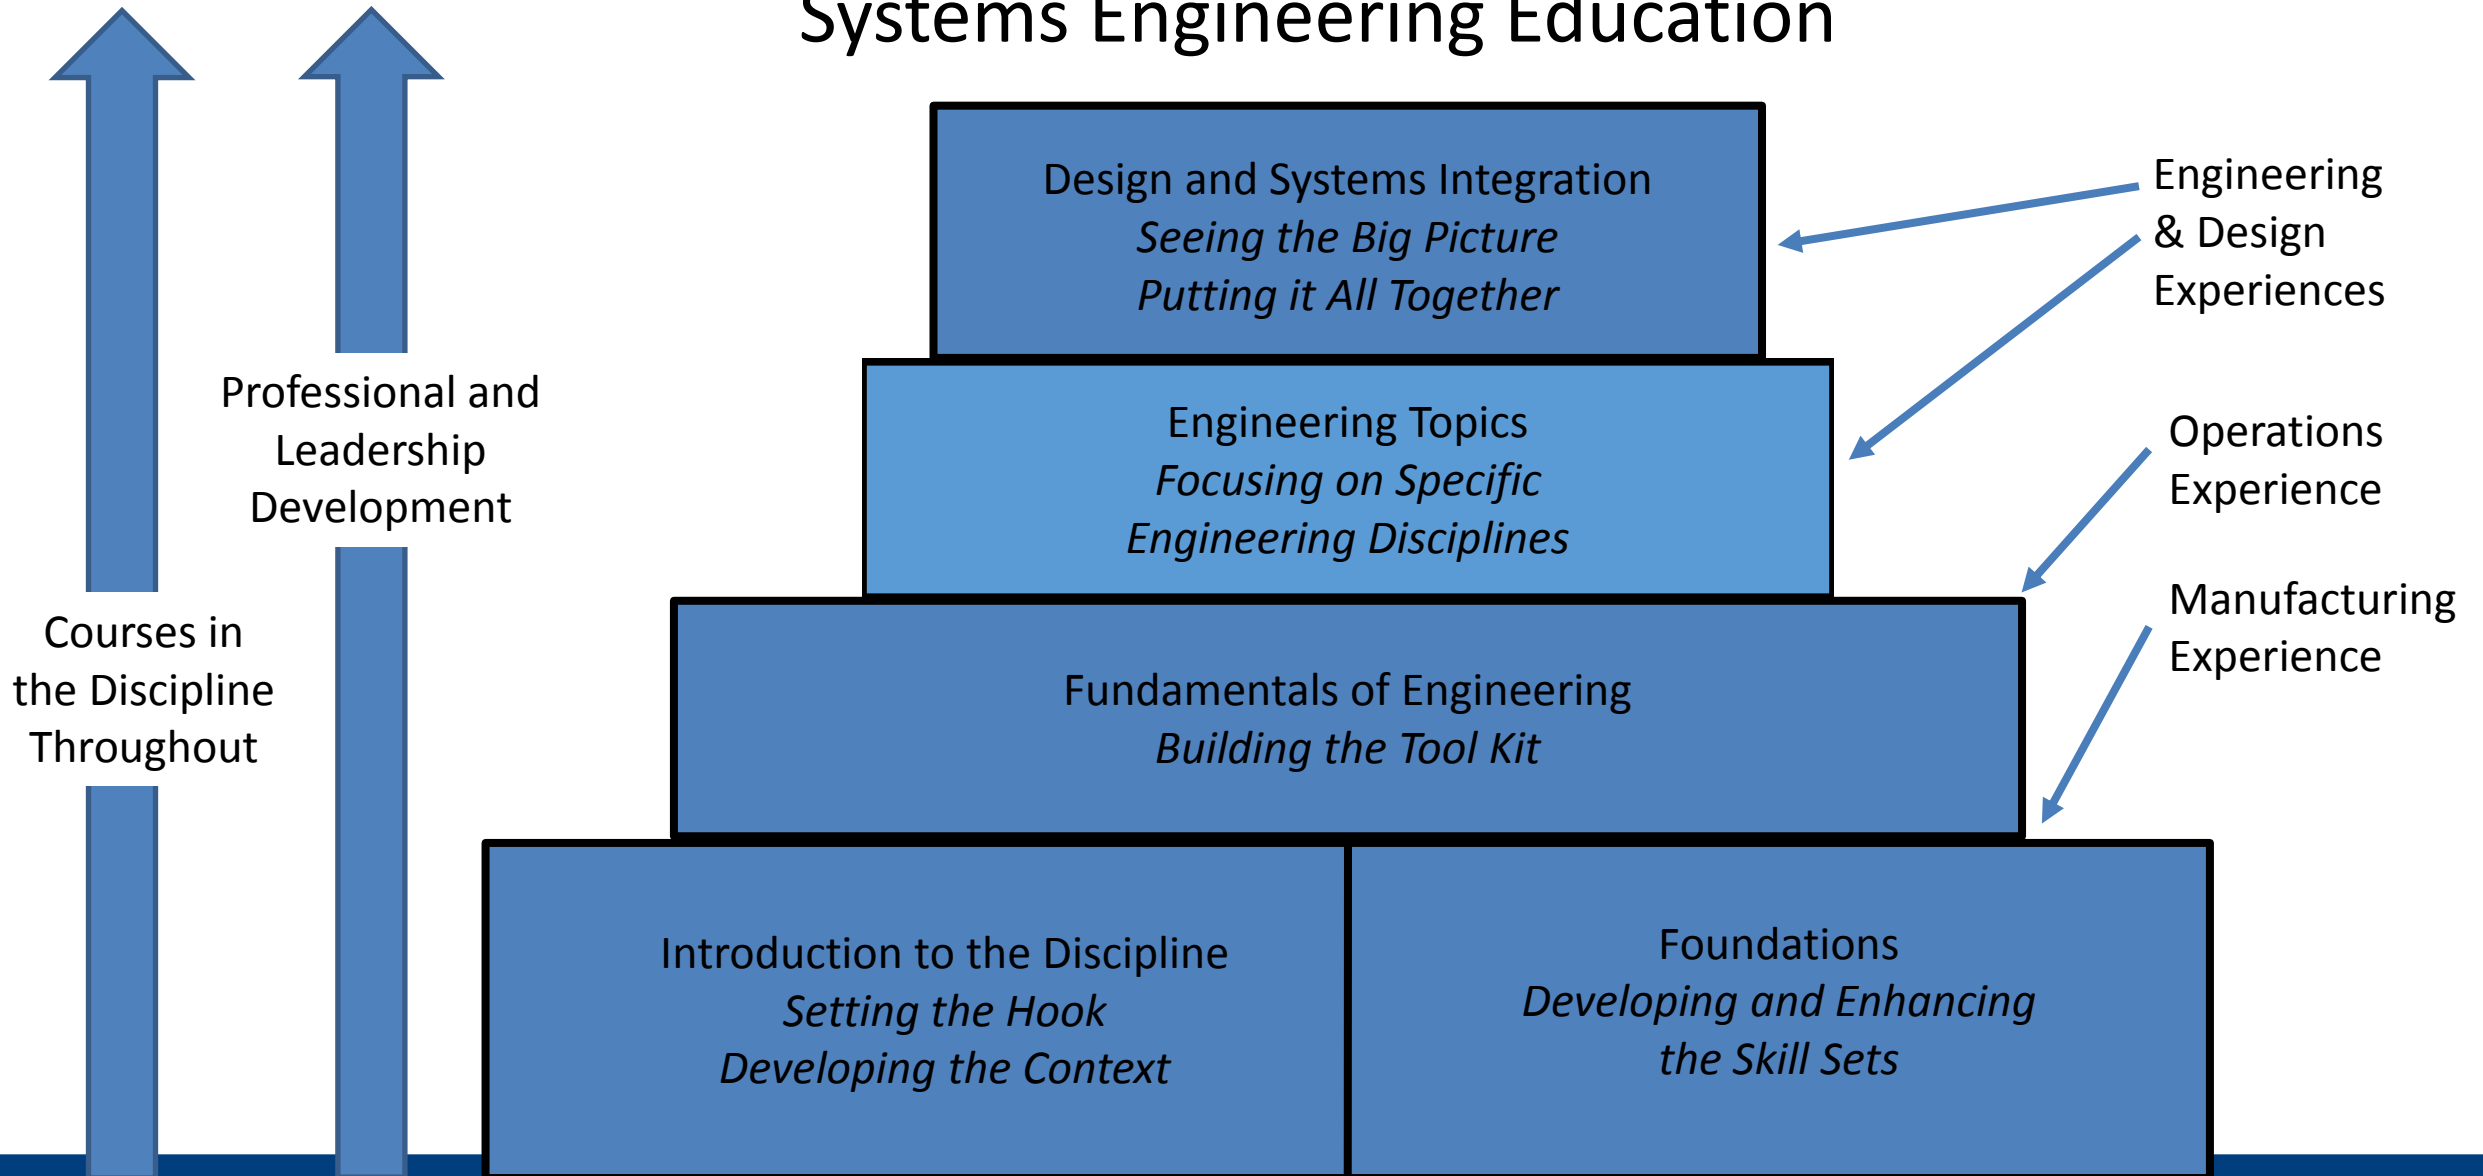 Systems Engineering Education
Design and Systems Integration
Seeing the Big Picture
Putting it All Together
Engineering
& Design
Experiences
Professional and
Leadership
Development
Engineering Topics
Focusing on Specific
Engineering Disciplines
Operations
Experience
Courses in
the Discipline
Throughout
Fundamentals of Engineering
Building the Tool Kit
Manufacturing
Experience
Introduction to the Discipline
Setting the Hook
Developing the Context
Foundations
Developing and Enhancing
the Skill Sets